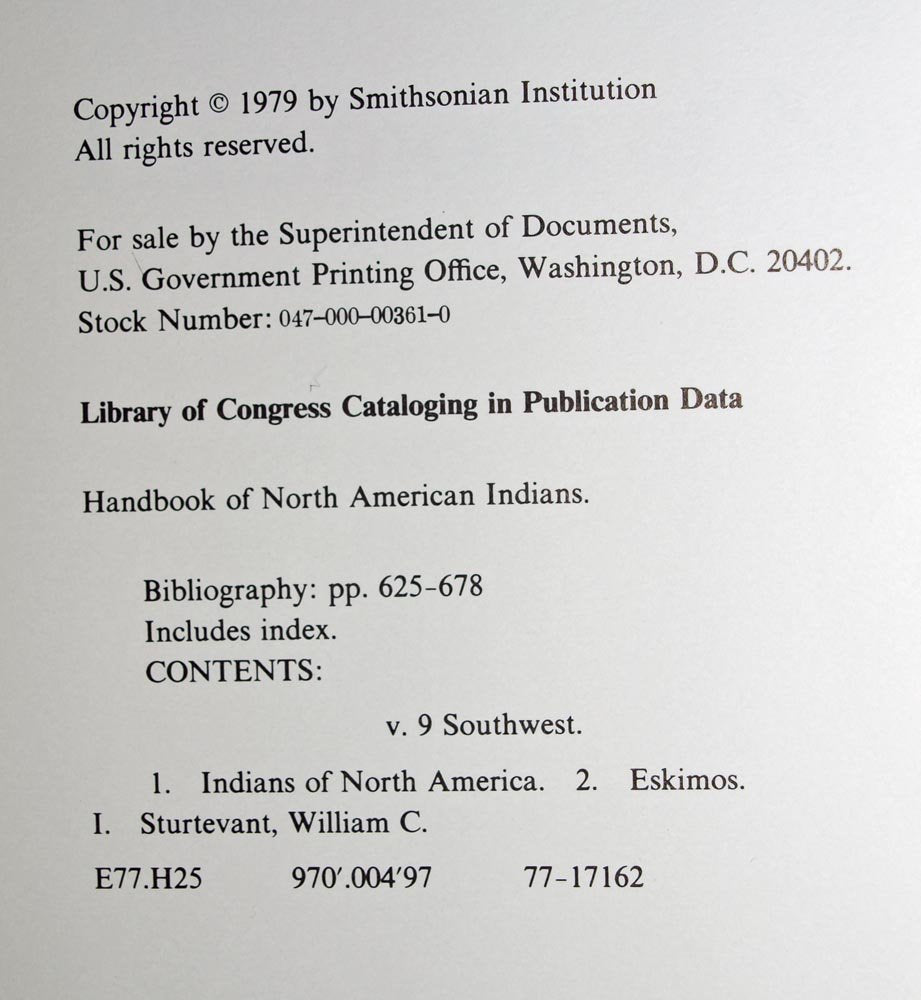 Copyright © 1979 by Smithsonian Institution
All rights reserved.
For sale by the Superintendent of Documents,
U.S. Government Printing Office, Washington, D.C. 20402.
Stock Number: 047–000–00361–0
Library of Congress Cataloging in Publication Data
Handbook of North American Indians.
Bibliography: pp. 625-678
Includes index.
CONTENTS:
v. 9 Southwest.
1. Indians of North America. 2. Eskimos.
I. Sturtevant, William C.
E77.H25 970′.004′97 77-17162